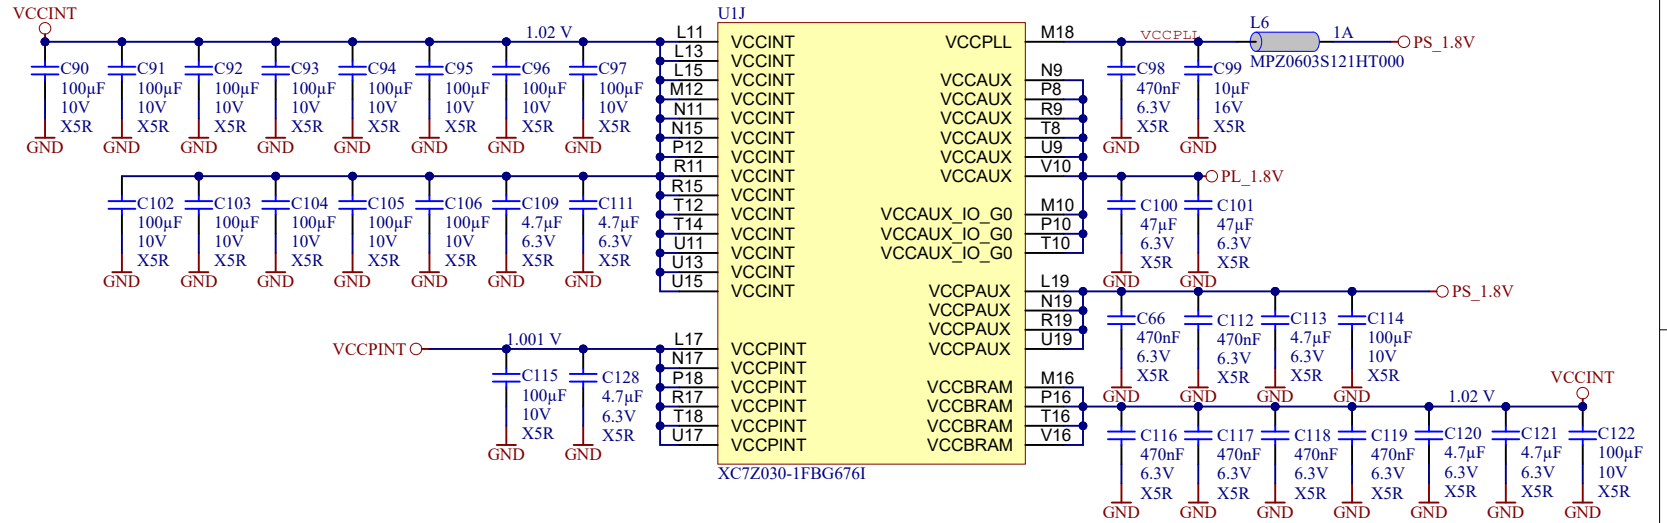 VCCINT
U1J
1.02 V
L11 VCCINT
L13 VCCINT
L15 VCCINT
M12 VCCINT
N11 VCCINT
N15 VCCINT
P12 VCCINT
R11 VCCINT
R15 VCCINT
T12 VCCINT
T14 VCCINT
U11 VCCINT
U13 VCCINT
U15 VCCINT
L17 VCCPINT
N17 VCCPINT
P18 VCCPINT
R17 VCCPINT
T18 VCCPINT
U17 VCCPINT
VCCPLL M18
VCCAUX N9
VCCAUX P8
VCCAUX R9
VCCAUX T8
VCCAUX U9
VCCAUX V10
VCCAUX_IO_G0 M10
VCCAUX_IO_G0 P10
VCCAUX_IO_G0 T10
VCCPAUX L19
VCCPAUX N19
VCCPAUX R19
VCCPAUX U19
VCCBRAM M16
VCCBRAM P16
VCCBRAM T16
VCCBRAM V16
XC7Z030-1FBG676I
C90
100µF
10V
X5R
GND
C91
100µF
10V
X5R
GND
C92
100µF
10V
X5R
GND
C93
100µF
10V
X5R
GND
C94
100µF
10V
X5R
GND
C95
100µF
10V
X5R
GND
C96
100µF
10V
X5R
GND
C97
100µF
10V
X5R
GND
C102
100µF
10V
X5R
GND
C103
100µF
10V
X5R
GND
C104
100µF
10V
X5R
GND
C105
100µF
10V
X5R
GND
C106
100µF
10V
X5R
GND
C109
4.7µF
6.3V
X5R
GND
C111
4.7µF
6.3V
X5R
GND
VCCPINT
1.001 V
C115
100µF
10V
X5R
GND
C128
4.7µF
6.3V
X5R
GND
VCCPLL
L6
1A
MPZ0603S121HT000
PS_1.8V
C98
470nF
6.3V
X5R
GND
C99
10µF
16V
X5R
GND
PL_1.8V
C100
47µF
6.3V
X5R
GND
C101
47µF
6.3V
X5R
GND
PS_1.8V
C66
470nF
6.3V
X5R
GND
C112
470nF
6.3V
X5R
GND
C113
4.7µF
6.3V
X5R
GND
C114
100µF
10V
X5R
GND
VCCINT
1.02 V
C116
470nF
6.3V
X5R
GND
C117
470nF
6.3V
X5R
GND
C118
470nF
6.3V
X5R
GND
C119
470nF
6.3V
X5R
GND
C120
4.7µF
6.3V
X5R
GND
C121
4.7µF
6.3V
X5R
GND
C122
100µF
10V
X5R
GND